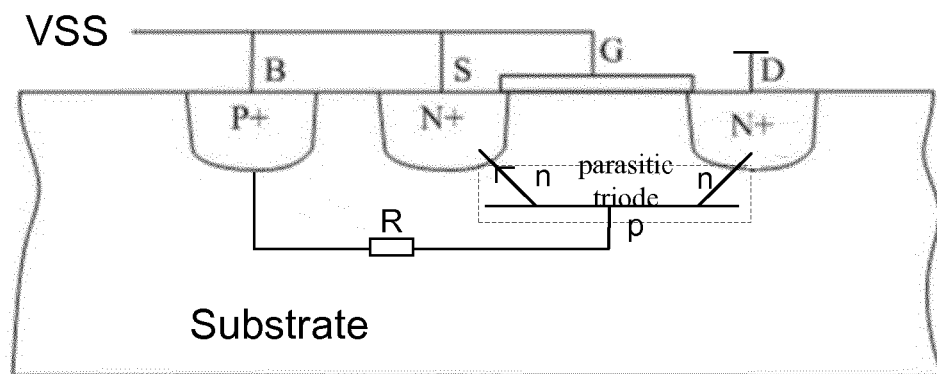 VSS
B
S
G
D
P+
N+
N+
parasitic
triode
n
n
p
R
Substrate